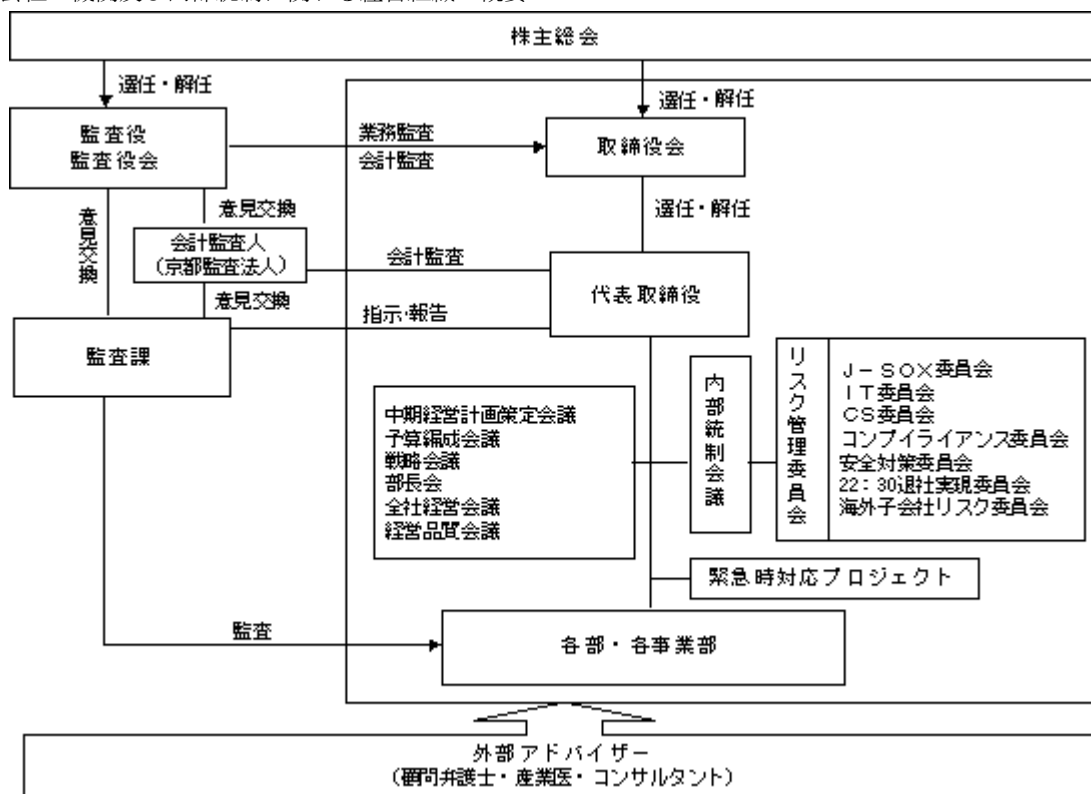 株主総会
選任・解任
選任・解任
監査役
監査役会
業務監査
会計監査
取締役会
意見交換
意見交換
選任・解任
会計監査人
（京都監査法人）
会計監査
代表取締役
意見交換
指示・報告
監査課
中期経営計画策定会議
予算編成会議
戦略会議
部長会
全社経営会議
経営品質会議
内部統制会議
リスク管理委員会
Ｊ－ＳＯＸ委員会
ＩＴ委員会
CS委員会
コンプイライアンス委員会
安全対策委員会
22：30退社実現委員会
海外子会社リスク委員会
緊急時対応プロジェクト
監査
各部・各事業部
外部アドバイザー
（顧問弁護士・産業医・コンサルタント）